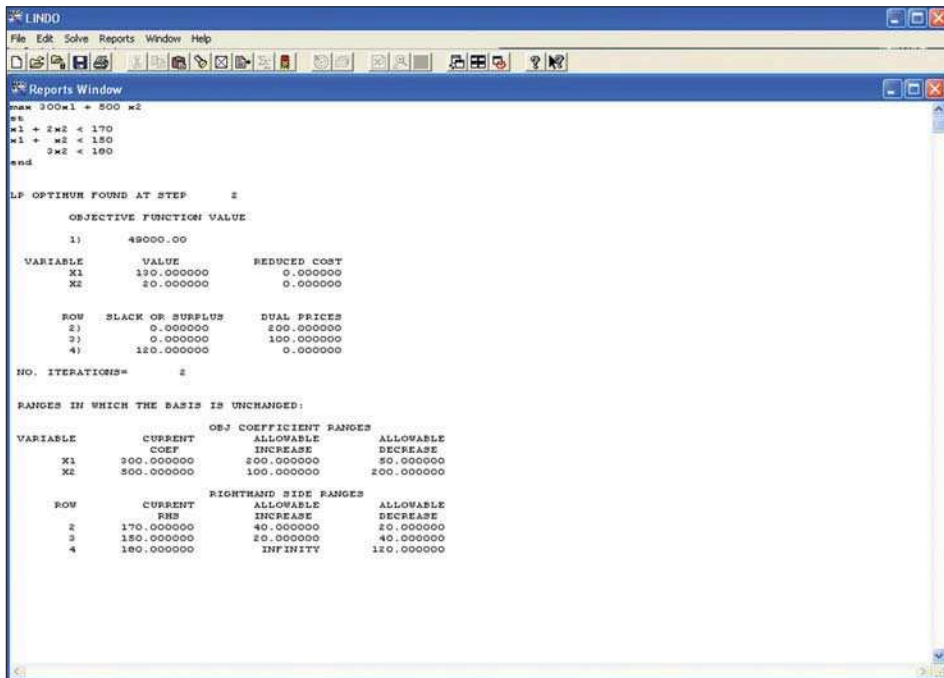 LINDO
File Edit Solve Reports Window Help
Reports Window
max 300x1 + 500 x2
st
x1 + 2x2 < 170
x1 + x2 < 150
3x2 < 180
end
LP OPTIMUM FOUND AT STEP 2
OBJECTIVE FUNCTION VALUE
1) 49000.00
VARIABLE VALUE REDUCED COST
X1 130.000000 0.000000
X2 20.000000 0.000000
ROW SLACK OR SURPLUS DUAL PRICES
2) 0.000000 200.000000
3) 0.000000 100.000000
4) 120.000000 0.000000
NO. ITERATIONS= 2
RANGES IN WHICH THE BASIS IS UNCHANGED:
OBJ COEFFICIENT RANGES
VARIABLE CURRENT ALLOWABLE ALLOWABLE
COEF INCREASE DECREASE
X1 300.000000 200.000000 50.000000
X2 500.000000 100.000000 200.000000
RIGHTHAND SIDE RANGES
ROW CURRENT ALLOWABLE ALLOWABLE
RHS INCREASE DECREASE
2 170.000000 40.000000 20.000000
3 150.000000 20.000000 40.000000
4 180.000000 INFINITY 120.000000